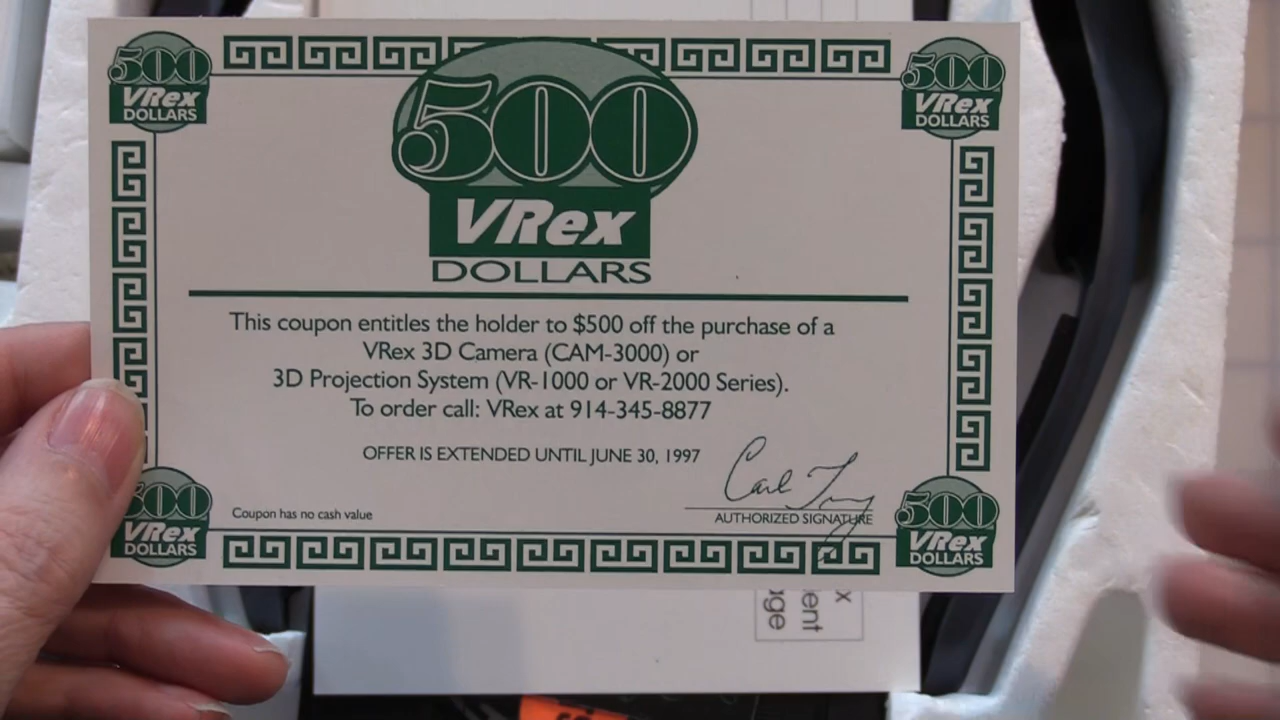 500
VRex
DOLLARS
500
VRex
DOLLARS
500
VRex
DOLLARS
This coupon entitles the holder to $500 off the purchase of a
VRex 3D Camera (CAM-3000) or
3D Projection System (VR-1000 or VR-2000 Series).
To order call: VRex at 914-345-8877
OFFER IS EXTENDED UNTIL JUNE 30, 1997
Coupon has no cash value
AUTHORIZED SIGNATURE
500
VRex
DOLLARS
500
VRex
DOLLARS